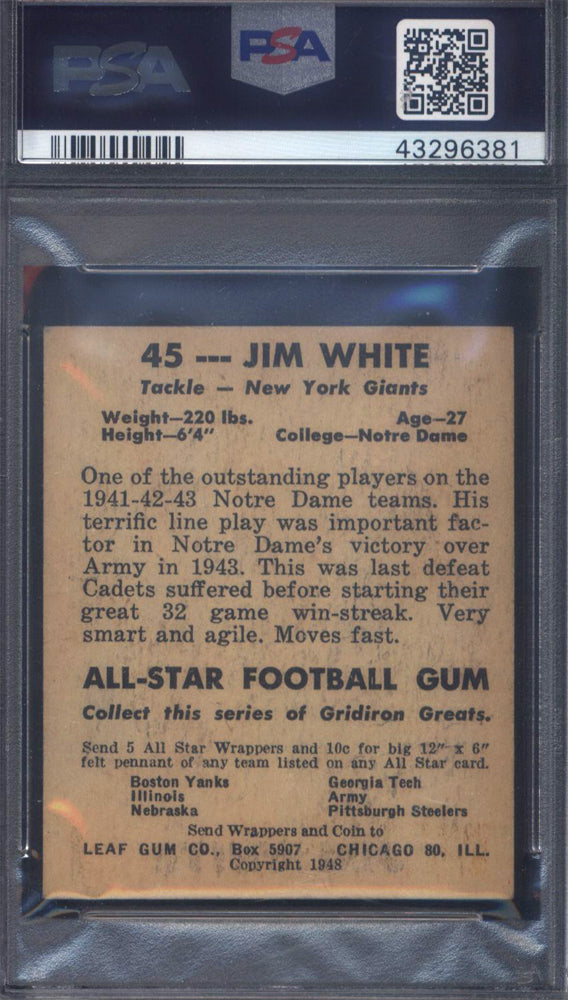 PSA PSA
43296381
45 --- JIM WHITE
Tackle — New York Giants
Weight—220 lbs. Age—27
Height—6'4" College—Notre Dame
One of the outstanding players on the
1941-42-43 Notre Dame teams. His
terrific line play was important fac-
tor in Notre Dame's victory over
Army in 1943. This was last defeat
Cadets suffered before starting their
great 32 game win-streak. Very
smart and agile. Moves fast.
ALL-STAR FOOTBALL GUM
Collect this series of Gridiron Greats.
Send 5 All Star Wrappers and 10c for big 12" x 6"
felt pennant of any team listed on any All Star card.
Boston Yanks Georgia Tech
Illinois Army
Nebraska Pittsburgh Steelers
Send Wrappers and Coin to
LEAF GUM CO., Box 5907 CHICAGO 80, ILL.
Copyright 1948